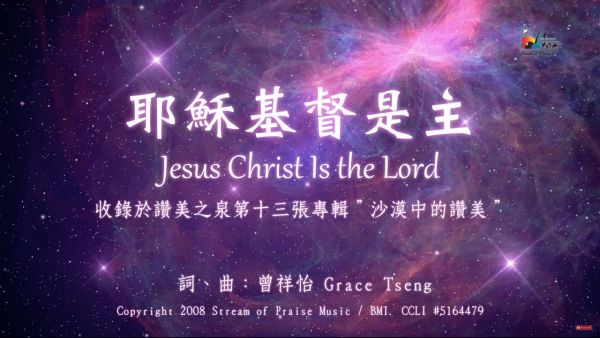 耶穌基督是主
Jesus Christ Is the Lord
收錄於讚美之泉第十三張專輯"沙漠中的讚美"
詞、曲：曾祥怡 Grace Tseng
Copyright 2008 Stream of Praise Music / BMI. CCLI #5164479